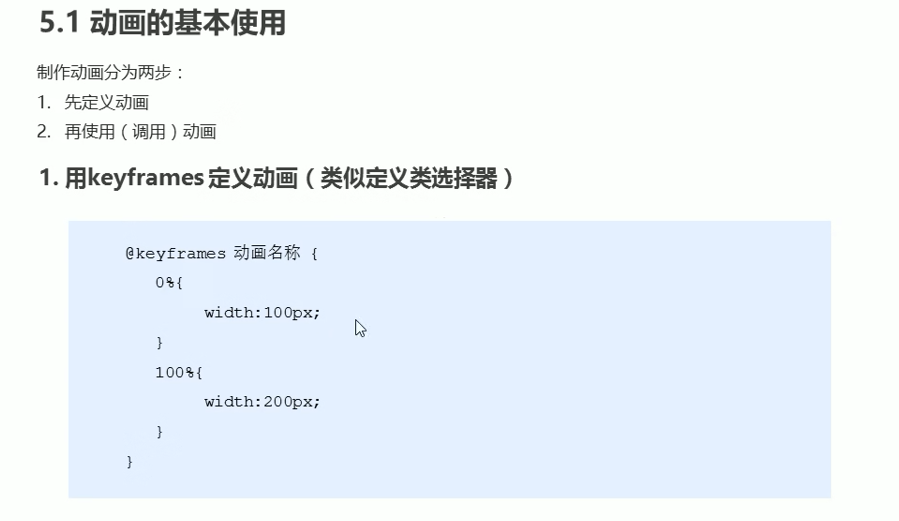 5.1 动画的基本使用
制作动画分为两步：
1. 先定义动画
2. 再使用（调用）动画
1. 用keyframes 定义动画（类似定义类选择器）
@keyframes 动画名称 {
0%{
width:100px;
}
100%{
width:200px;
}
}